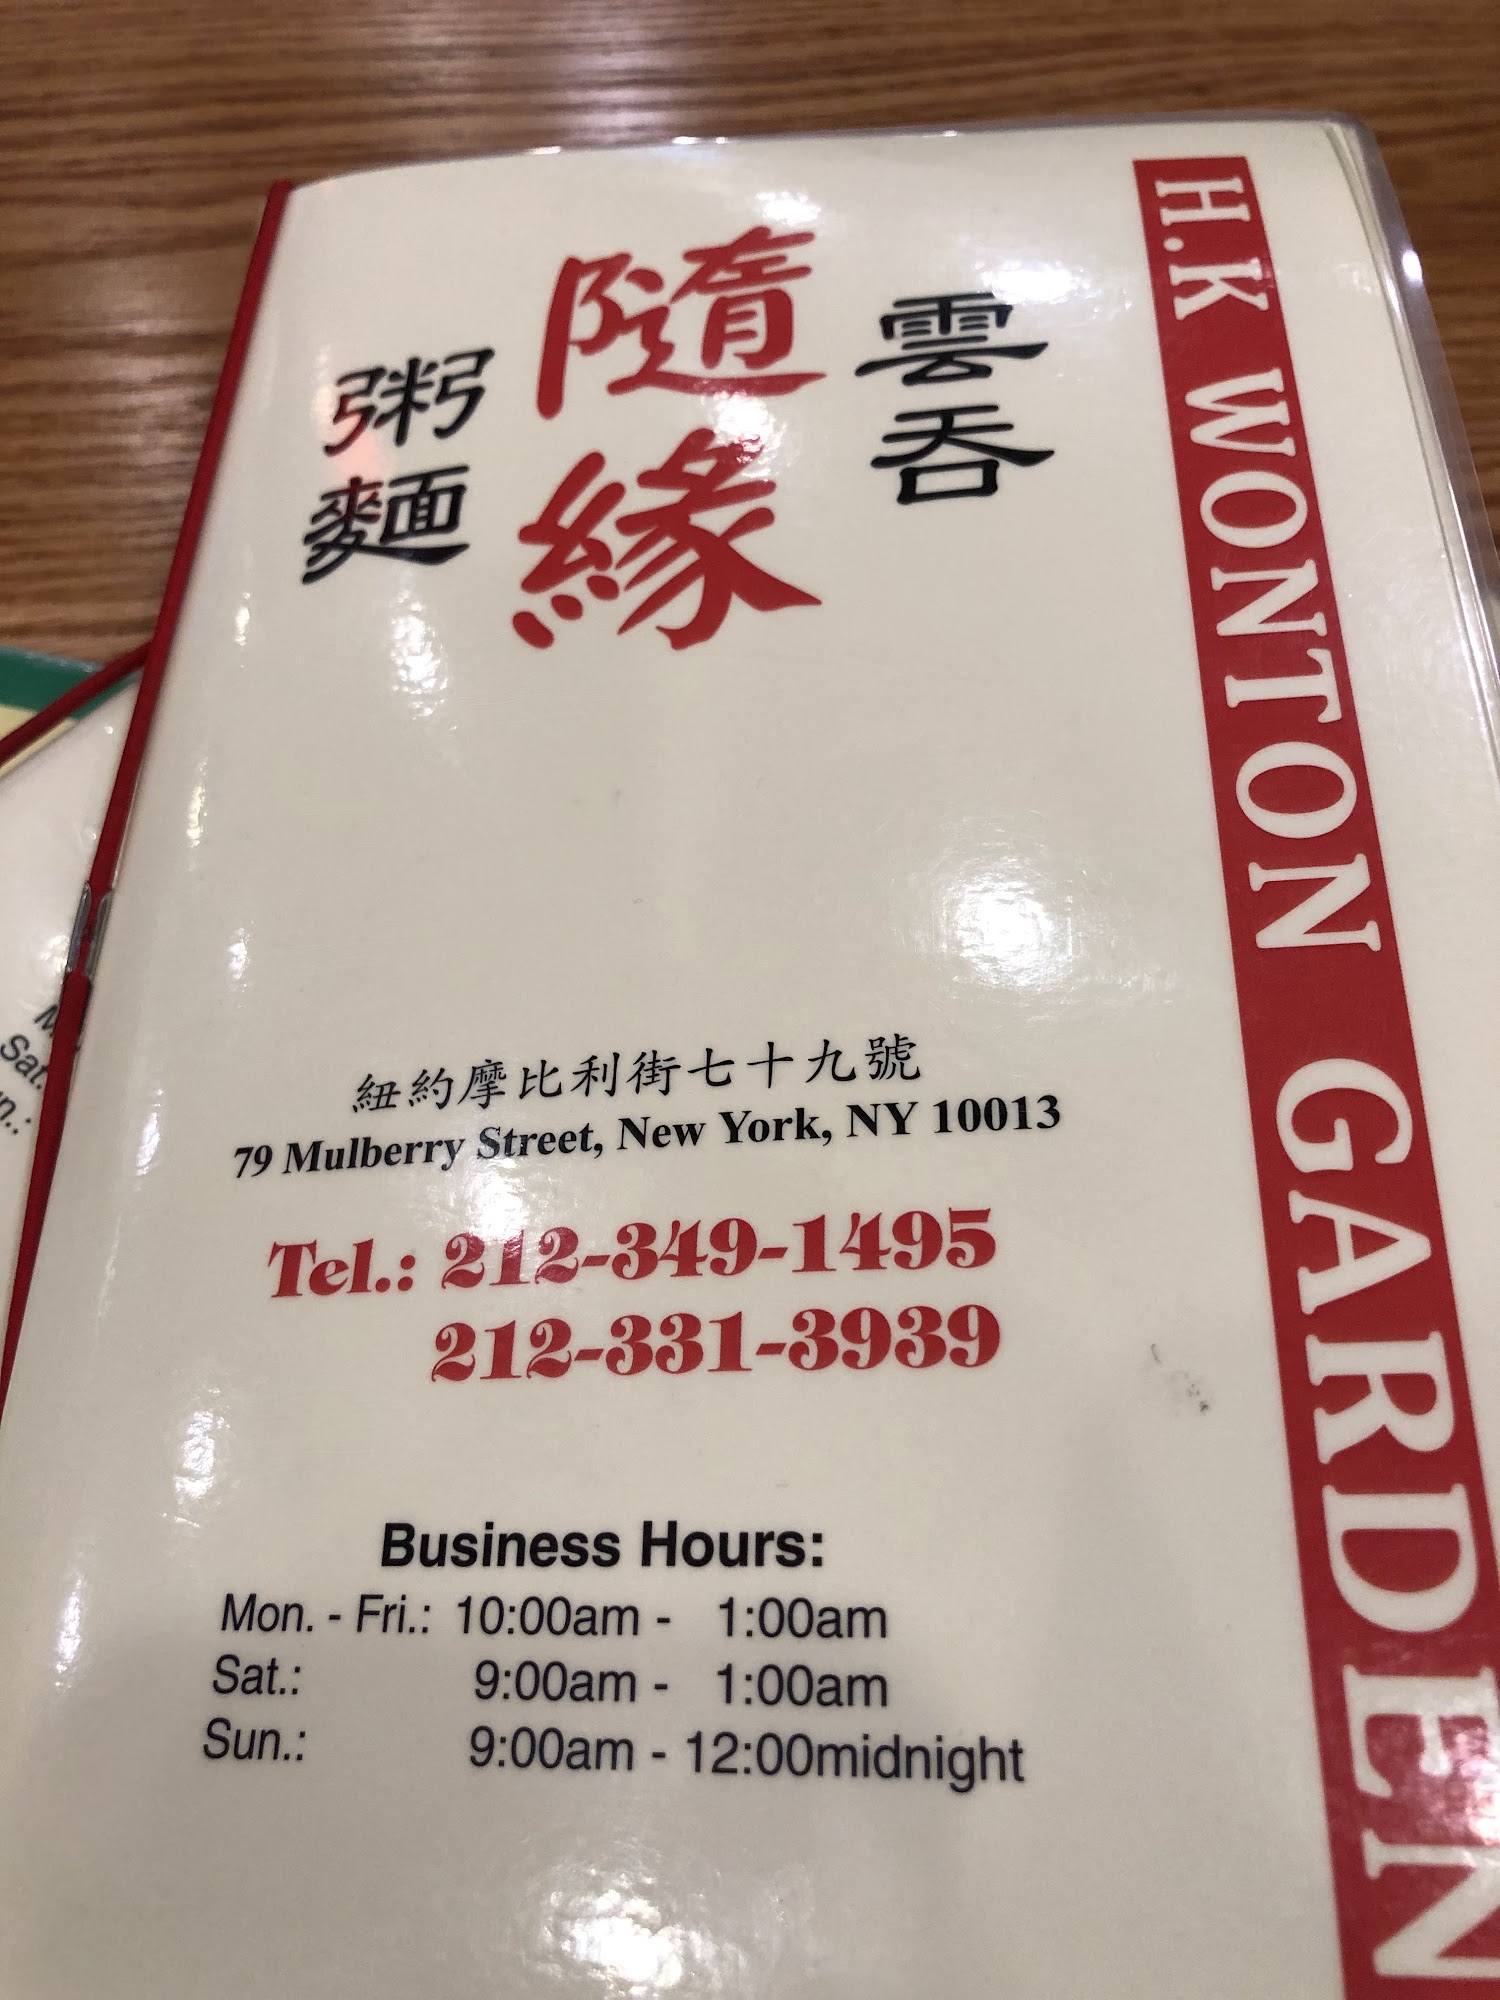 雲吞
隨緣
粥麵
H.K WONTON GARDEN
紐約摩比利街七十九號
79 Mulberry Street, New York, NY 10013
Tel.: 212-349-1495
212-331-3939
Business Hours:
Mon. - Fri.: 10:00am - 1:00am
Sat.: 9:00am - 1:00am
Sun.: 9:00am - 12:00midnight
Sat.